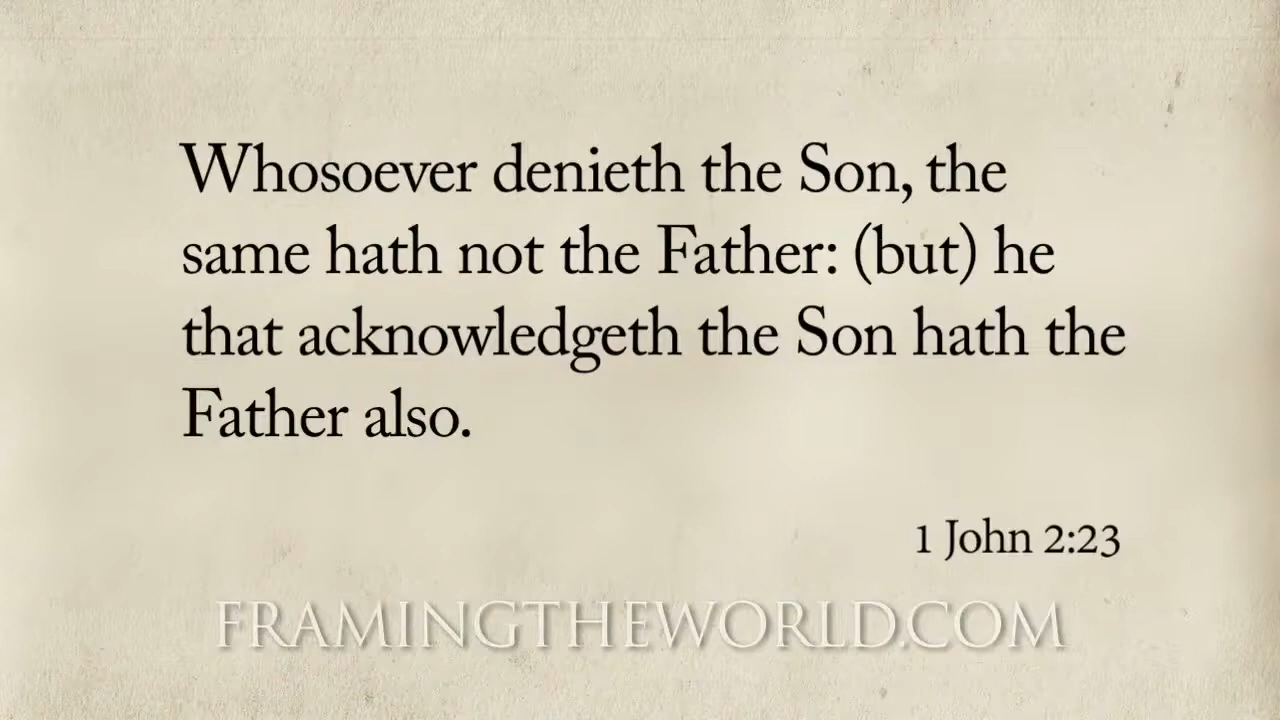 Whosoever denieth the Son, the
same hath not the Father: (but) he
that acknowledgeth the Son hath the
Father also.
1 John 2:23
FRAMINGTHEWORLD.COM